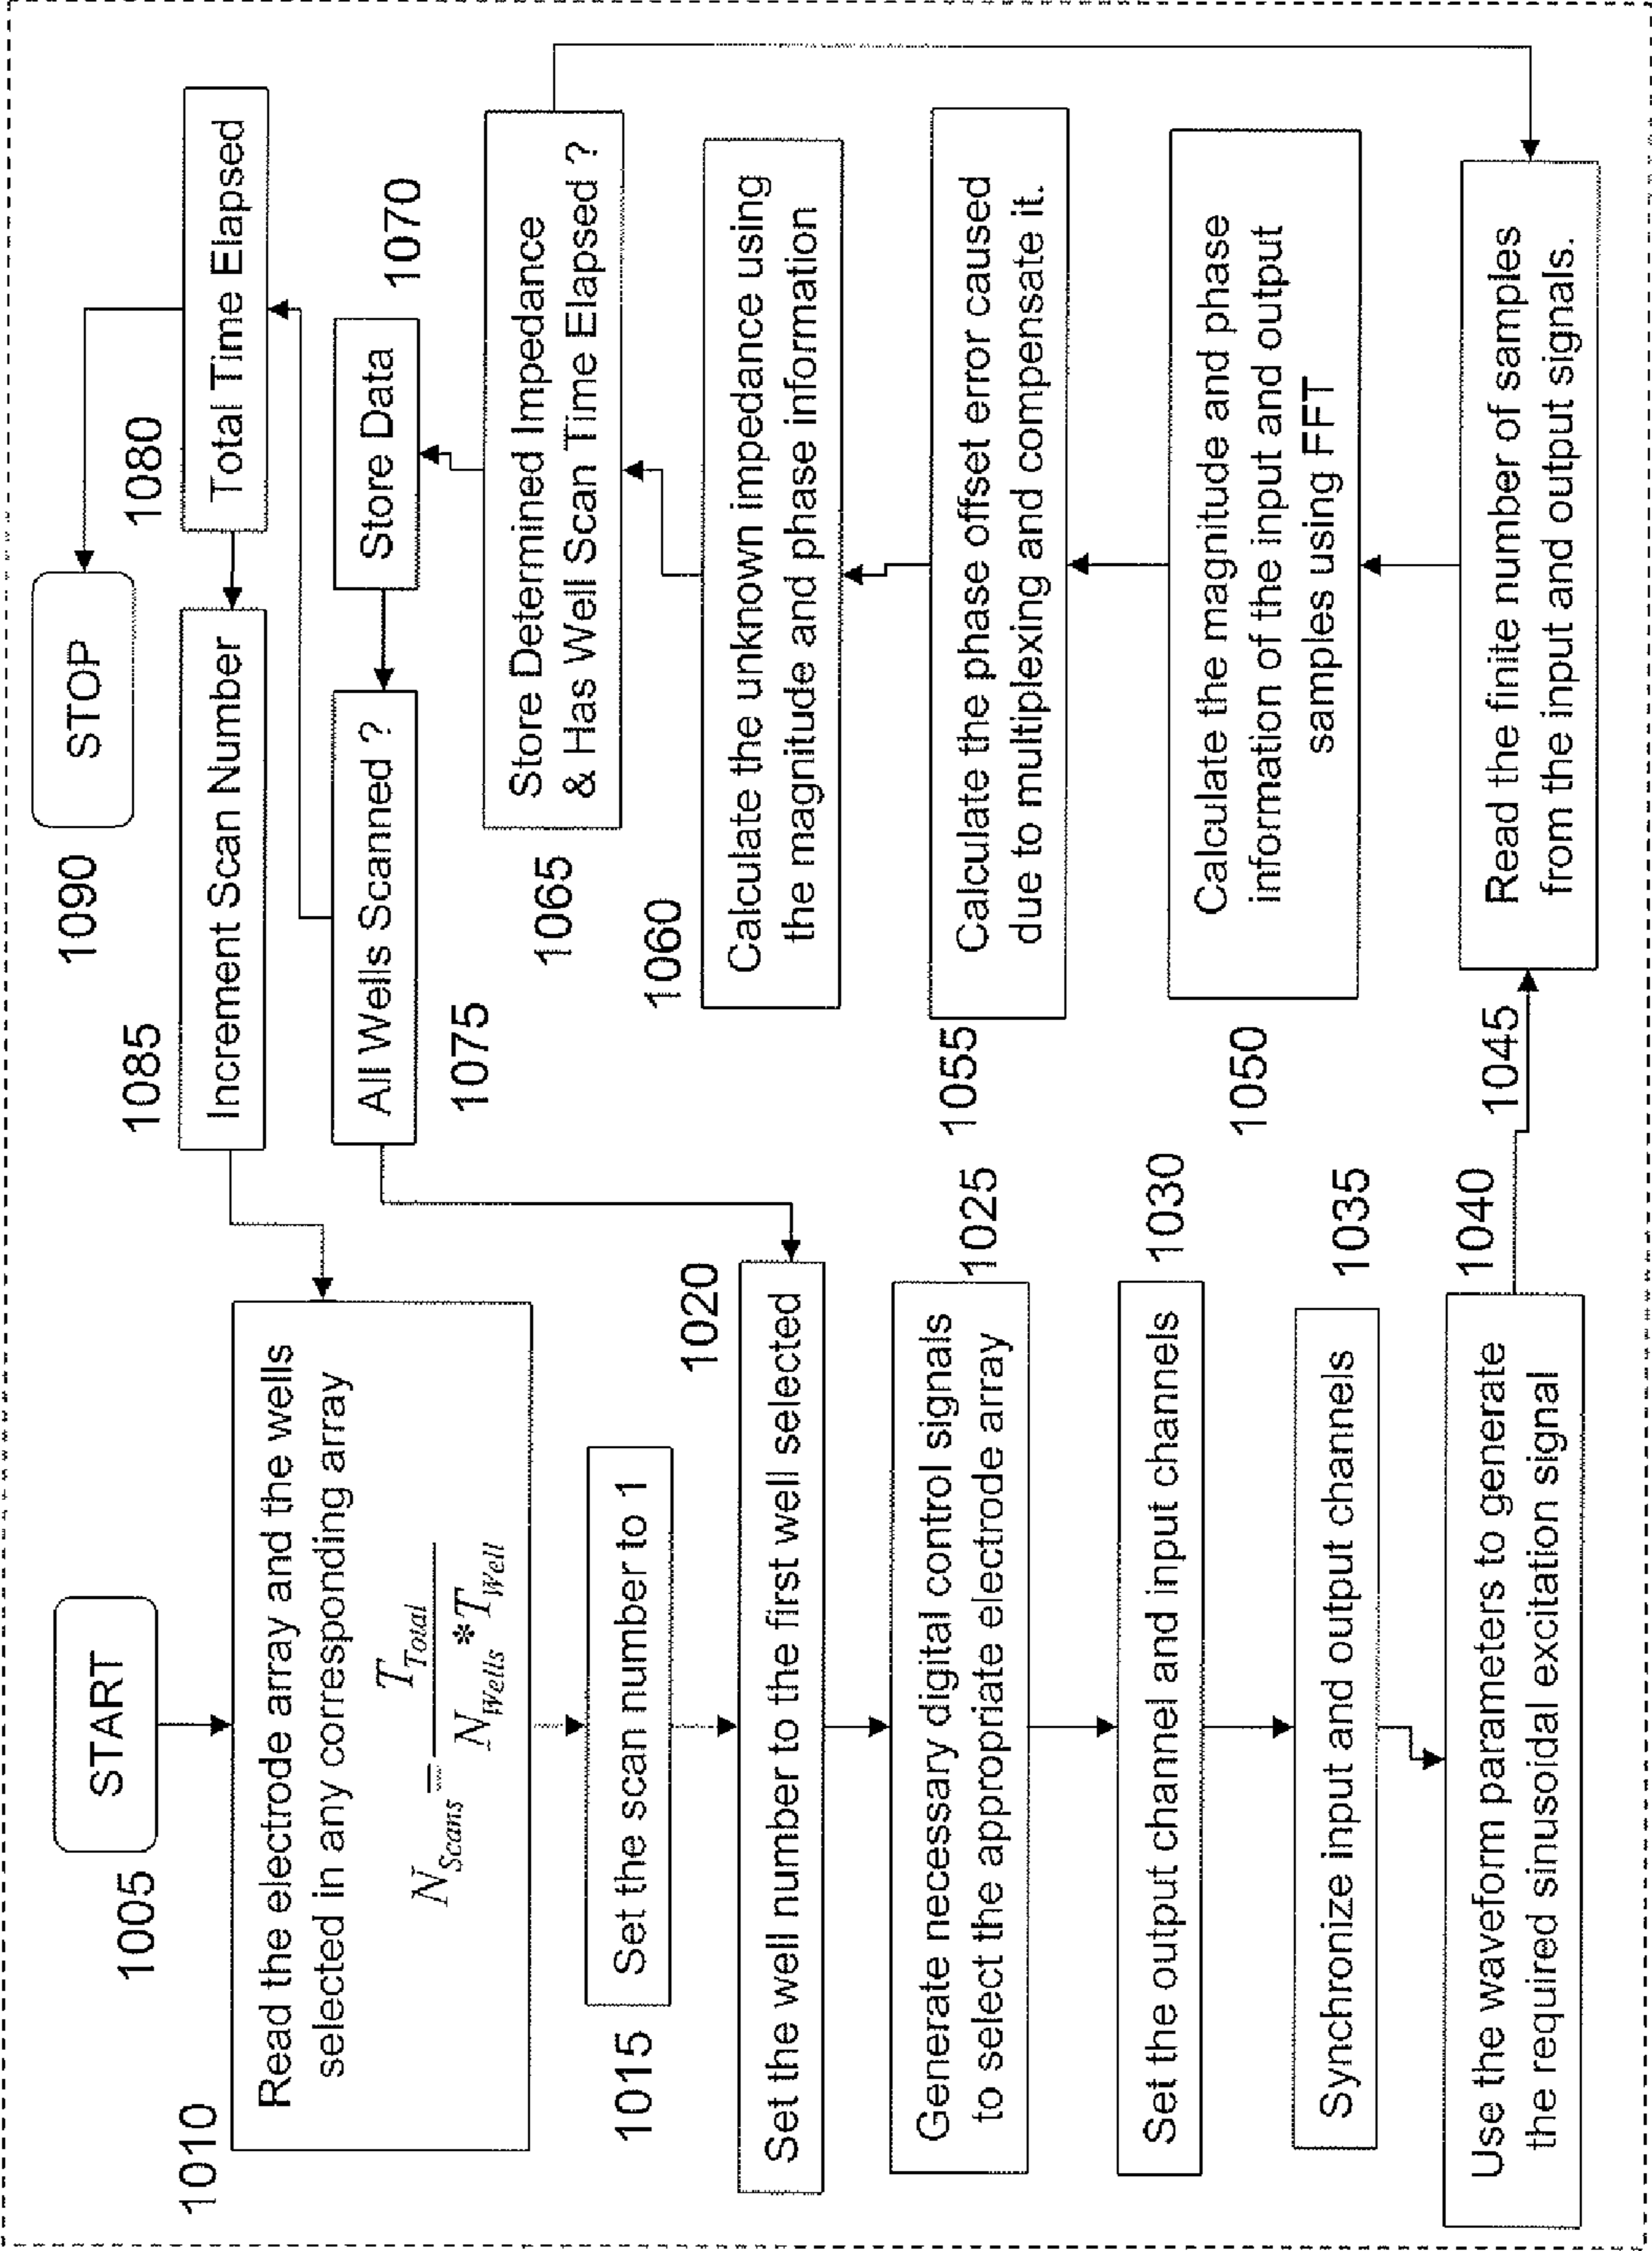 START
1005
1010
Read the electrode array and the wells
selected in any corresponding array
N_Scans = T_Total / N_Wells * T_Well
1015
Set the scan number to 1
1020
Set the well number to the first well selected
Generate necessary digital control signals
to select the appropriate electrode array
1025
Set the output channel and input channels
1030
Synchronize input and output channels
1035
Use the waveform parameters to generate
the required sinusoidal excitation signal
1040
1045
Read the finite number of samples
from the input and output signals.
1050
Calculate the magnitude and phase
information of the input and output
samples using FFT
1055
Calculate the phase offset error caused
due to multiplexing and compensate it.
1060
Calculate the unknown impedance using
the magnitude and phase information
1065
Store Determined Impedance
& Has Well Scan Time Elapsed ?
1070
Store Data
1075
All Wells Scanned ?
1080
Total Time Elapsed
1085
Increment Scan Number
1090
STOP